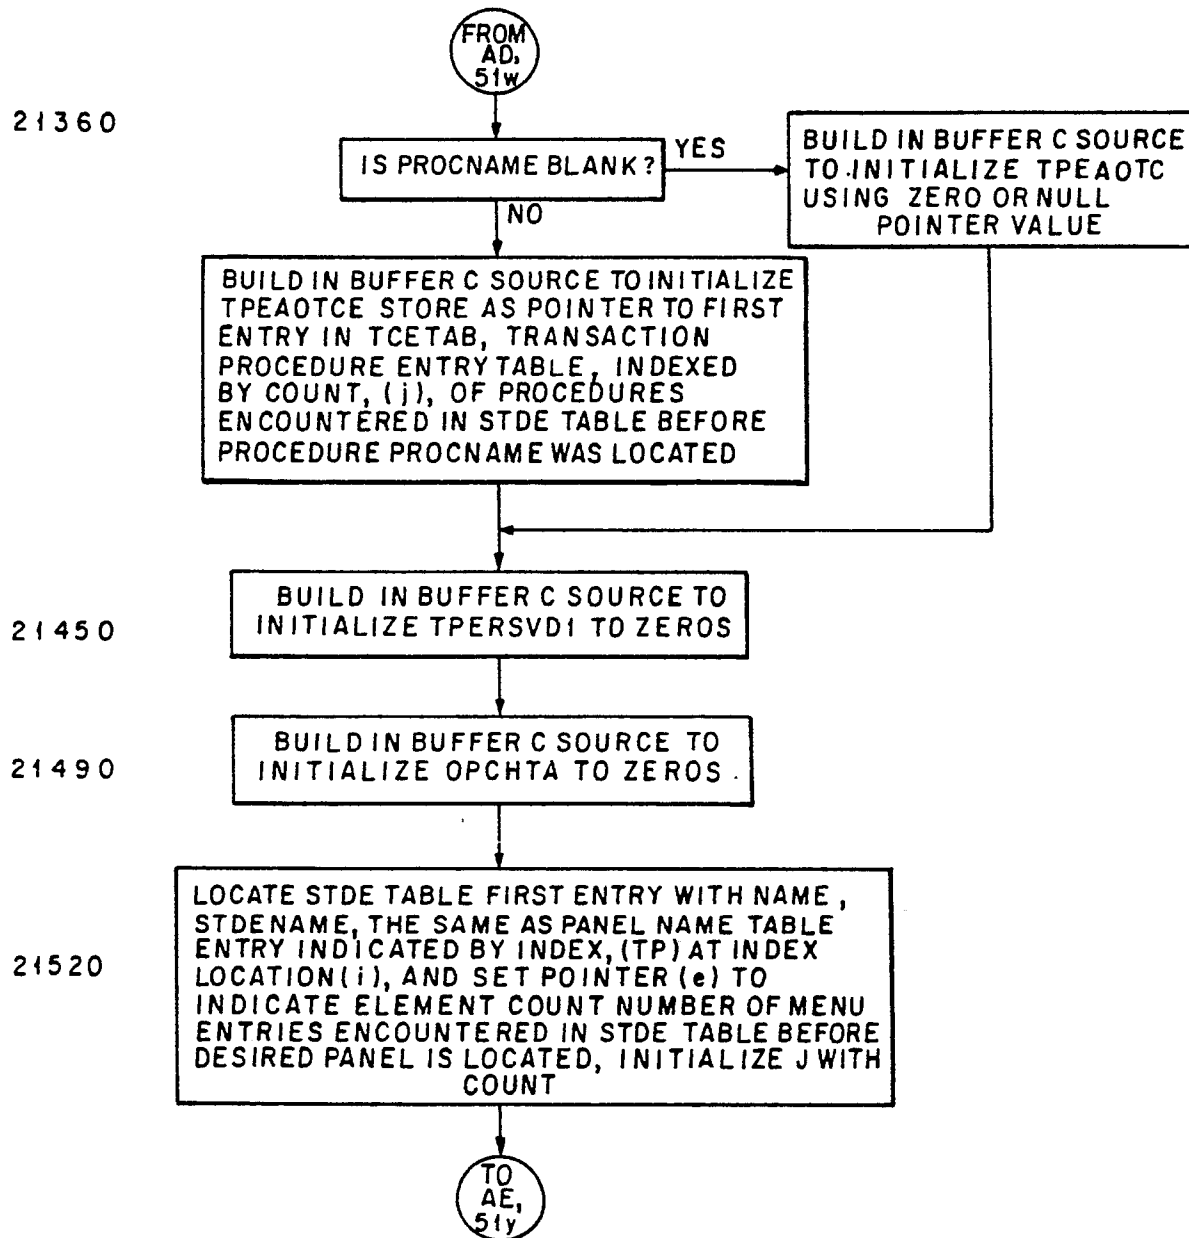 FROM
AD,
51w
21360
IS PROCNAME BLANK?
YES
BUILD IN BUFFER C SOURCE
TO INITIALIZE TPEAOTC
USING ZERO OR NULL
POINTER VALUE
NO
BUILD IN BUFFER C SOURCE TO INITIALIZE
TPEAOTCE STORE AS POINTER TO FIRST
ENTRY IN TCETAB, TRANSACTION
PROCEDURE ENTRY TABLE, INDEXED
BY COUNT, (j), OF PROCEDURES
ENCOUNTERED IN STDE TABLE BEFORE
PROCEDURE PROCNAME WAS LOCATED
21450
BUILD IN BUFFER C SOURCE TO
INITIALIZE TPERSVD1 TO ZEROS
21490
BUILD IN BUFFER C SOURCE TO
INITIALIZE OPCHTA TO ZEROS.
21520
LOCATE STDE TABLE FIRST ENTRY WITH NAME,
STDENAME, THE SAME AS PANEL NAME TABLE
ENTRY INDICATED BY INDEX, (TP) AT INDEX
LOCATION (i), AND SET POINTER (e) TO
INDICATE ELEMENT COUNT NUMBER OF MENU
ENTRIES ENCOUNTERED IN STDE TABLE BEFORE
DESIRED PANEL IS LOCATED, INITIALIZE J WITH
COUNT
TO
AE,
51y